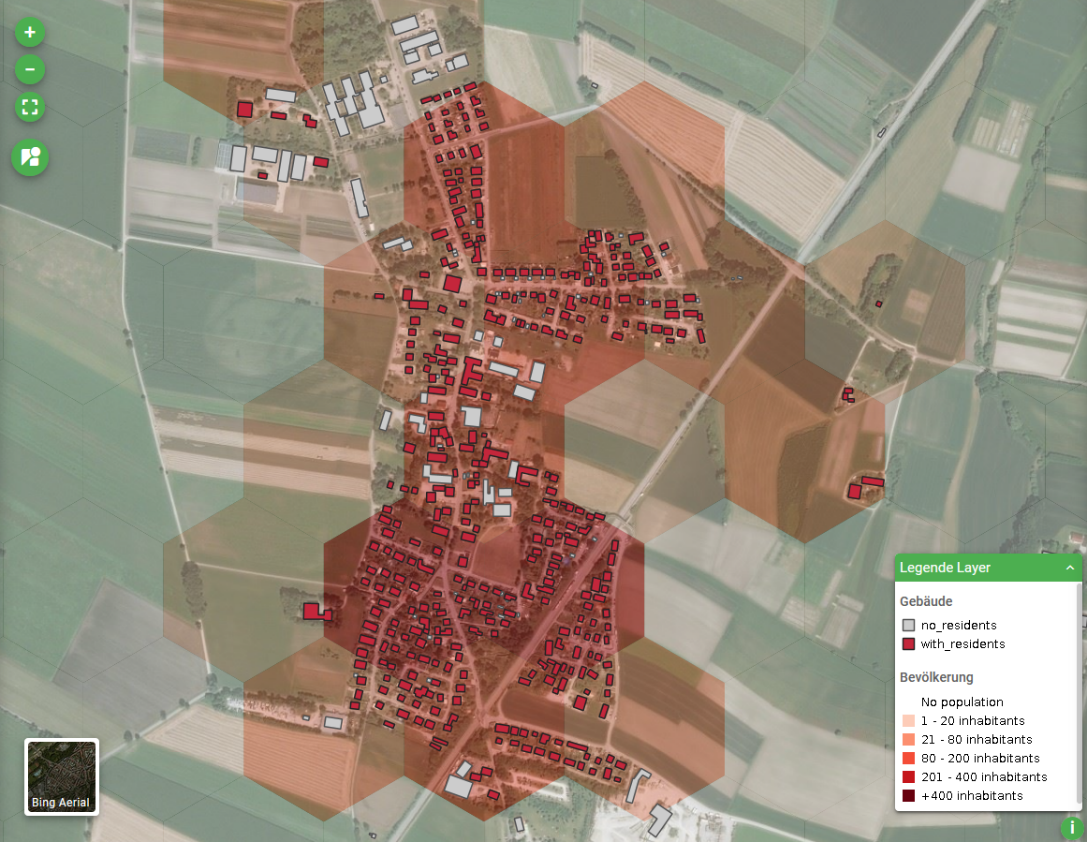 +
−
Legende Layer
Gebäude
no_residents
with_residents
Bevölkerung
No population
1 - 20 inhabitants
21 - 80 inhabitants
80 - 200 inhabitants
201 - 400 inhabitants
+400 inhabitants
Bing Aerial
i